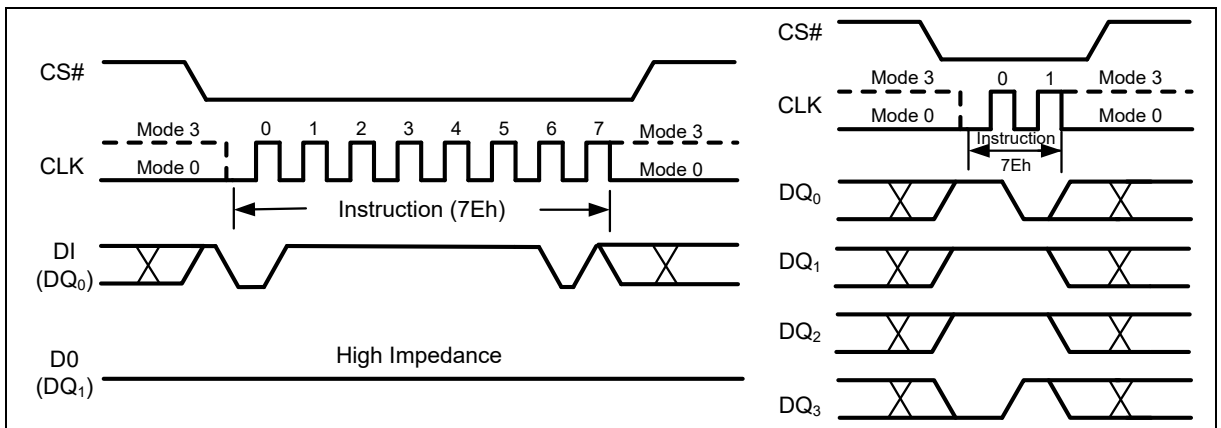 CS#
Mode 3 0 1 2 3 4 5 6 7 Mode 3
CLK
Mode 0 Mode 0
Instruction (7Eh)
DI
(DQ0)
High Impedance
D0
(DQ1)
CS#
Mode 3 0 1 Mode 3
CLK
Mode 0 Mode 0
Instruction
7Eh
DQ0
DQ1
DQ2
DQ3